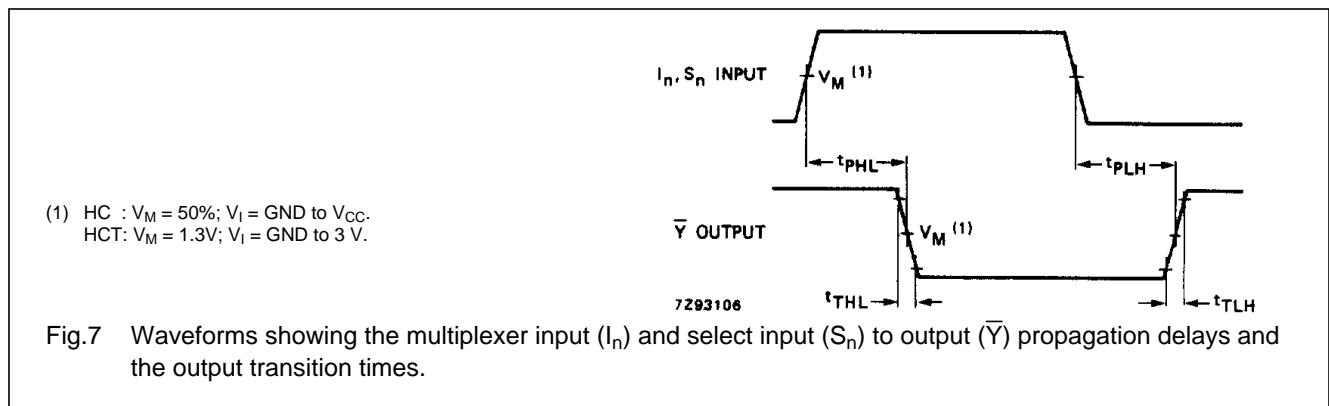 Iₙ, Sₙ INPUT
V_M (1)
t_PHL
t_PLH
(1) HC : V_M = 50%; V_I = GND to V_CC.
HCT: V_M = 1.3V; V_I = GND to 3 V.
Y̅ OUTPUT
V_M (1)
7Z93106
t_THL
t_TLH
Fig.7 Waveforms showing the multiplexer input (Iₙ) and select input (Sₙ) to output (Y̅) propagation delays and
the output transition times.